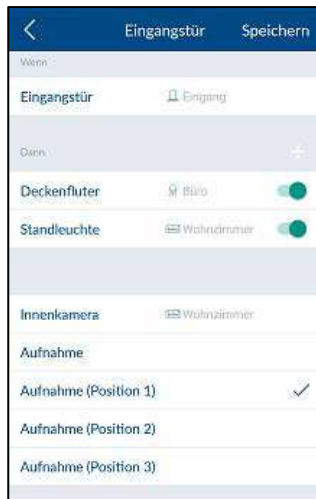 Eingangstür Speichern
Wenn
Eingangstür Eingang
Dann
Deckenfluter Büro
Standleuchte Wohnzimmer
Innenkamera Wohnzimmer
Aufnahme
Aufnahme (Position 1)
Aufnahme (Position 2)
Aufnahme (Position 3)